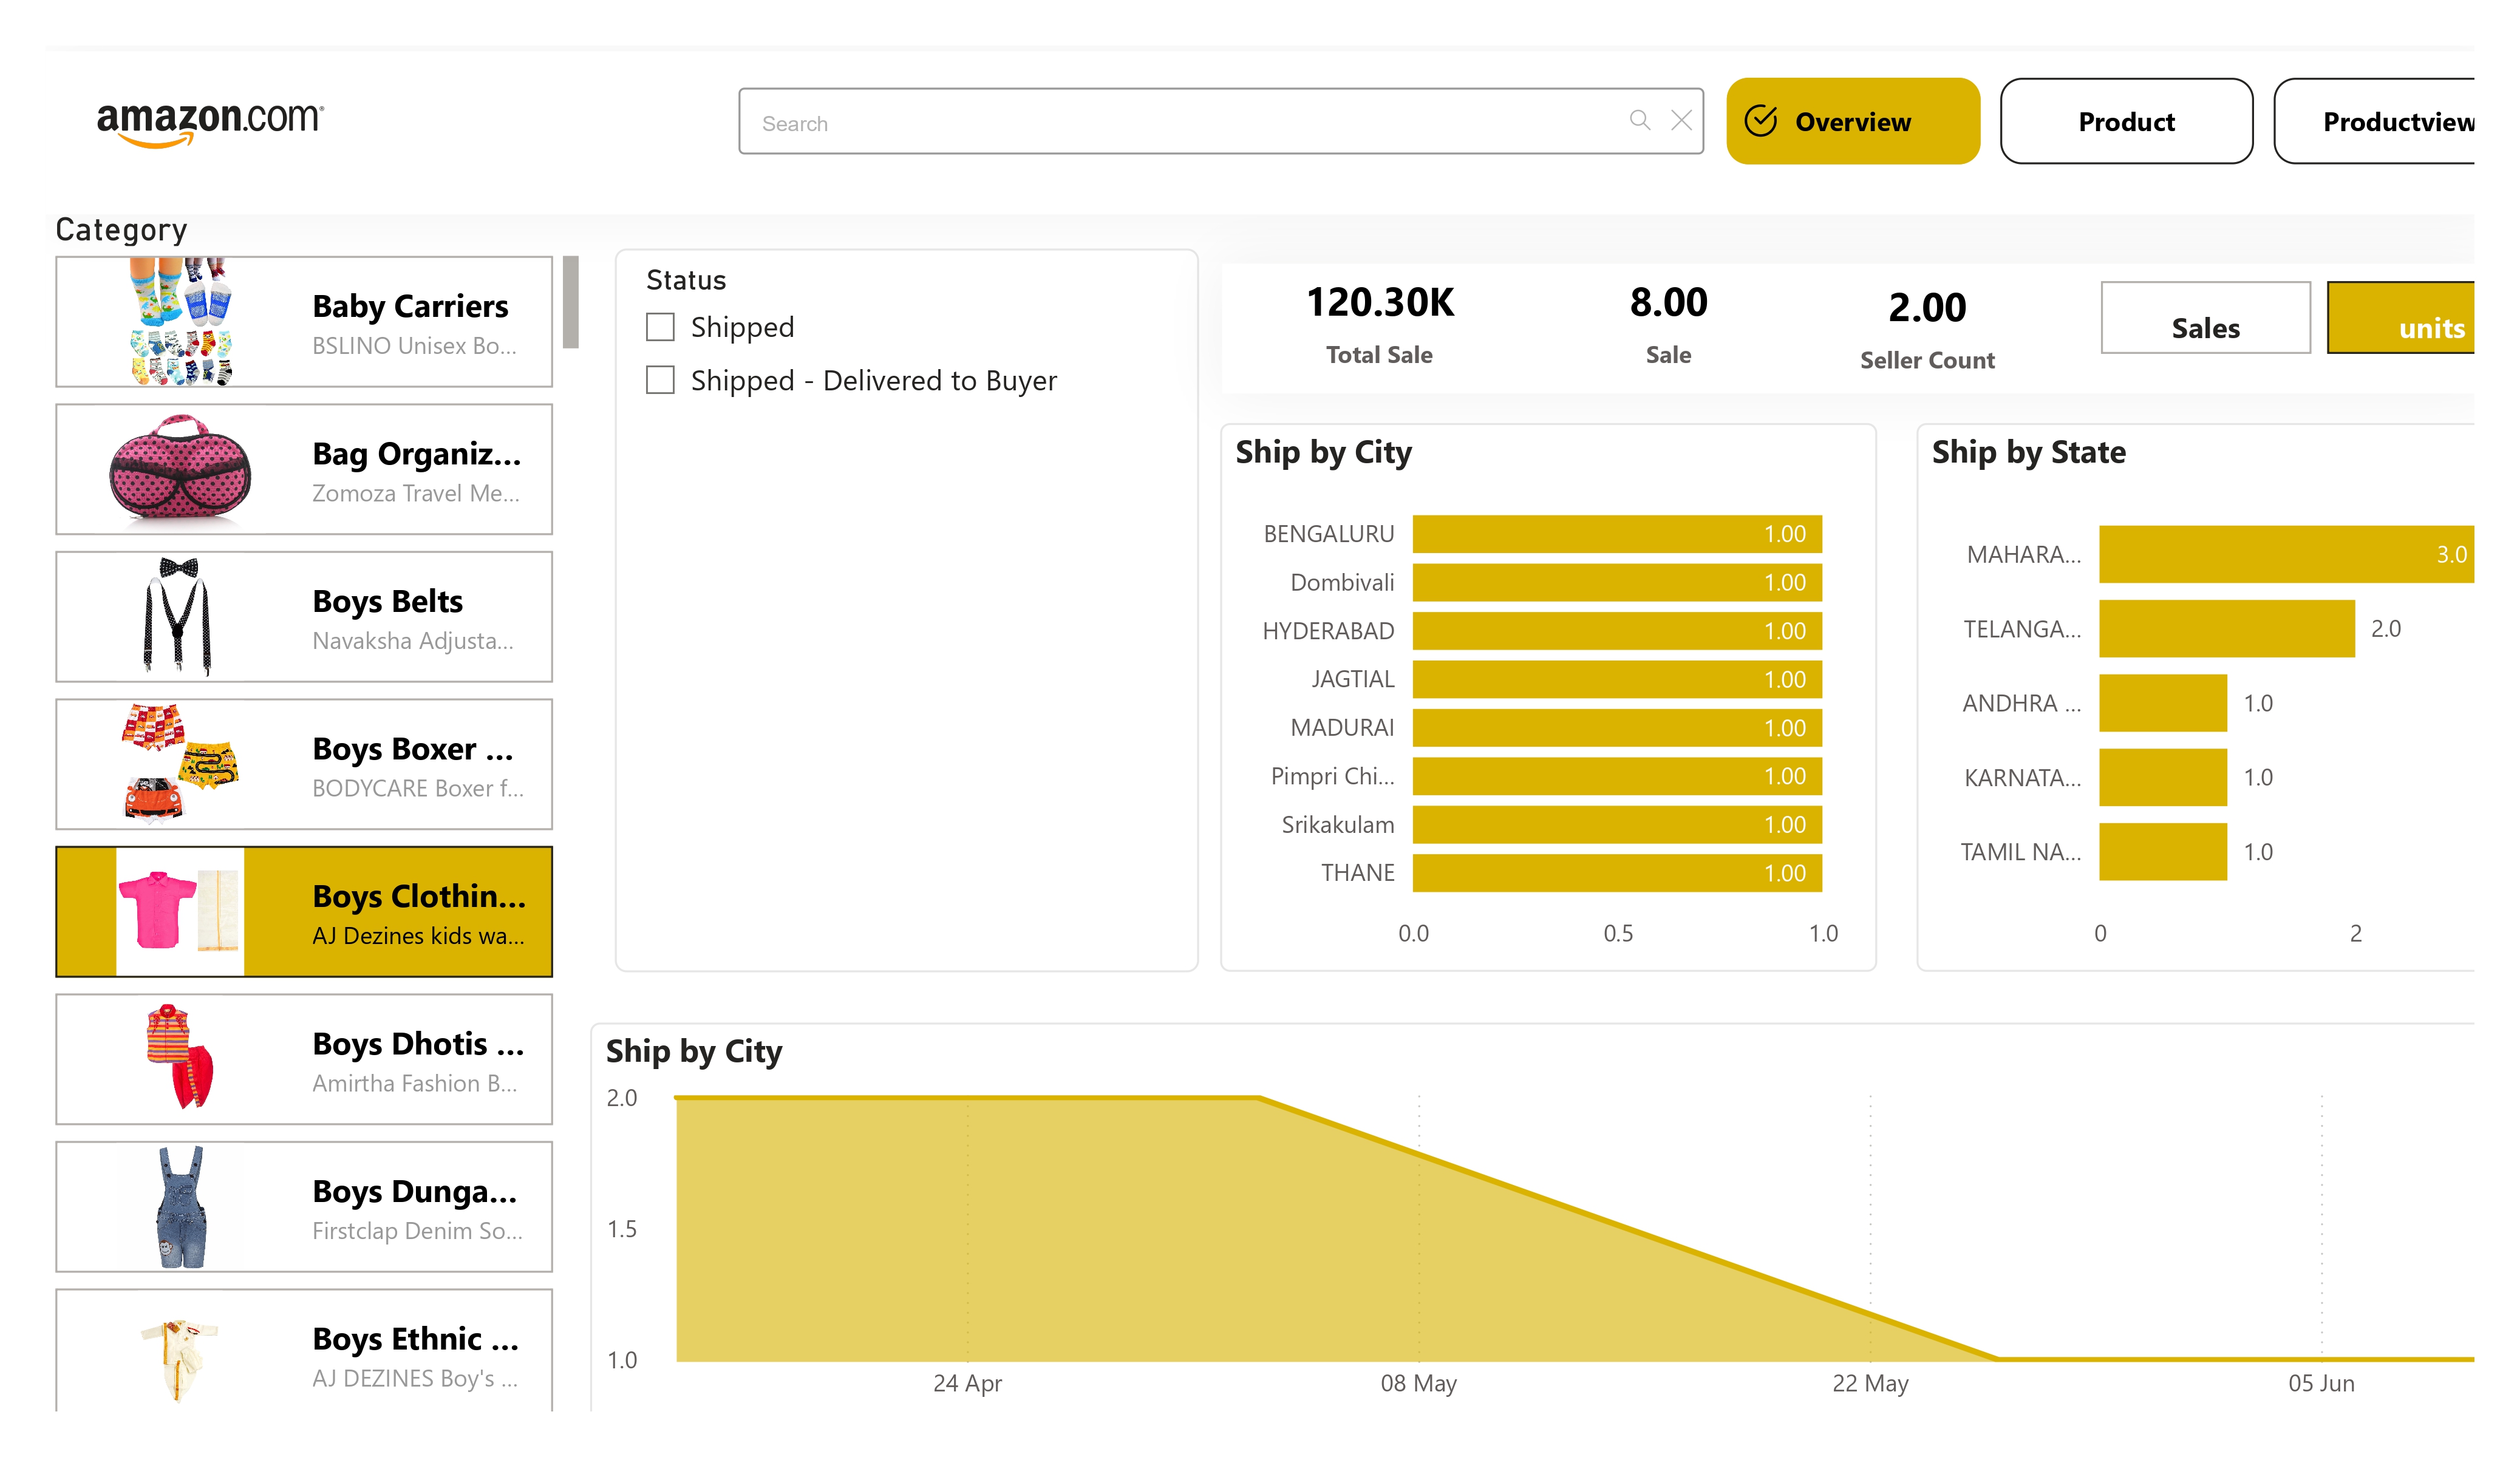 amazon.com®
Search
Overview
Product
Productview
Category
Baby Carriers
BSLINO Unisex Bo...
Bag Organiz...
Zomoza Travel Me...
Boys Belts
Navaksha Adjusta...
Boys Boxer ...
BODYCARE Boxer f...
Boys Clothin...
AJ Dezines kids wa...
Boys Dhotis ...
Amirtha Fashion B...
Boys Dunga...
Firstclap Denim So...
Boys Ethnic ...
AJ DEZINES Boy's ...
Status
Shipped
Shipped - Delivered to Buyer
120.30K
Total Sale
8.00
Sale
2.00
Seller Count
Sales
units
Ship by City
BENGALURU 1.00
Dombivali 1.00
HYDERABAD 1.00
JAGTIAL 1.00
MADURAI 1.00
Pimpri Chi... 1.00
Srikakulam 1.00
THANE 1.00
0.0 0.5 1.0
Ship by State
MAHARA... 3.0
TELANGA... 2.0
ANDHRA ... 1.0
KARNATA... 1.0
TAMIL NA... 1.0
0 2
Ship by City
2.0
1.5
1.0
24 Apr 08 May 22 May 05 Jun